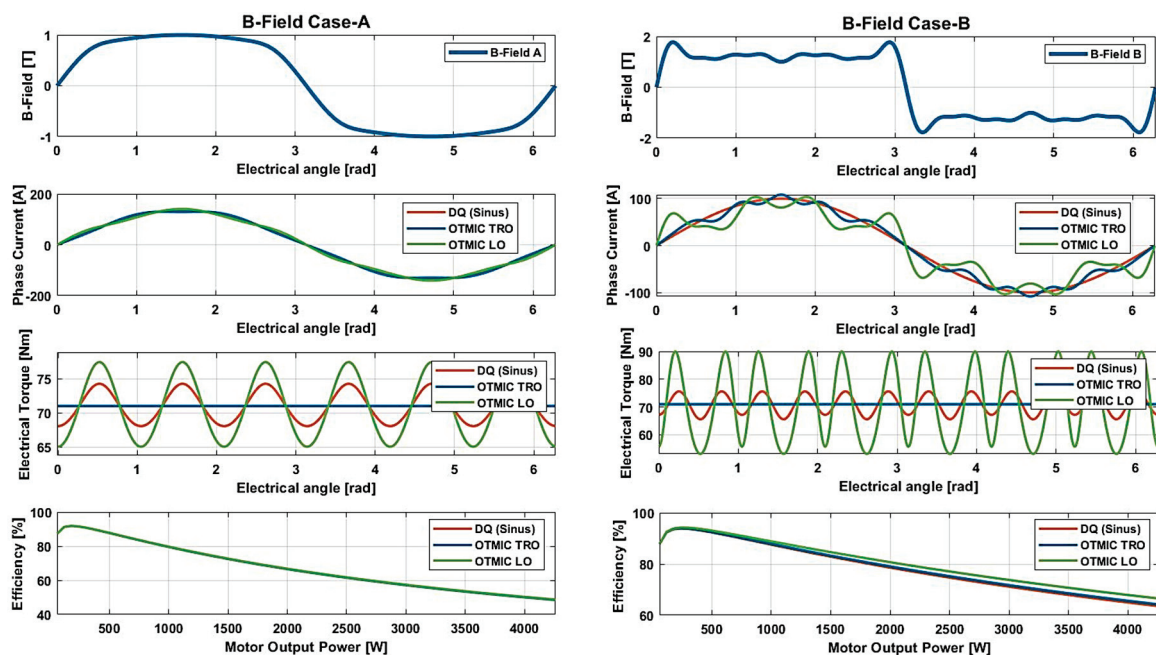 B-Field Case-A
B-Field [T]
1
0
-1
B-Field A
0 1 2 3 4 5 6
Electrical angle [rad]
Phase Current [A]
200
0
-200
DQ (Sinus)
OTMIC TRO
OTMIC LO
0 1 2 3 4 5 6
Electrical angle [rad]
Electrical Torque [Nm]
75
70
65
DQ (Sinus)
OTMIC TRO
OTMIC LO
0 1 2 3 4 5 6
Electrical angle [rad]
Efficiency [%]
100
80
60
40
DQ (Sinus)
OTMIC TRO
OTMIC LO
500 1000 1500 2000 2500 3000 3500 4000
Motor Output Power [W]
B-Field Case-B
B-Field [T]
2
0
-2
B-Field B
0 1 2 3 4 5 6
Electrical angle [rad]
Phase Current [A]
100
0
-100
DQ (Sinus)
OTMIC TRO
OTMIC LO
0 1 2 3 4 5 6
Electrical angle [rad]
Electrical Torque [Nm]
90
80
70
60
DQ (Sinus)
OTMIC TRO
OTMIC LO
0 1 2 3 4 5 6
Electrical angle [rad]
Efficiency [%]
100
80
60
DQ (Sinus)
OTMIC TRO
OTMIC LO
500 1000 1500 2000 2500 3000 3500 4000
Motor Output Power [W]